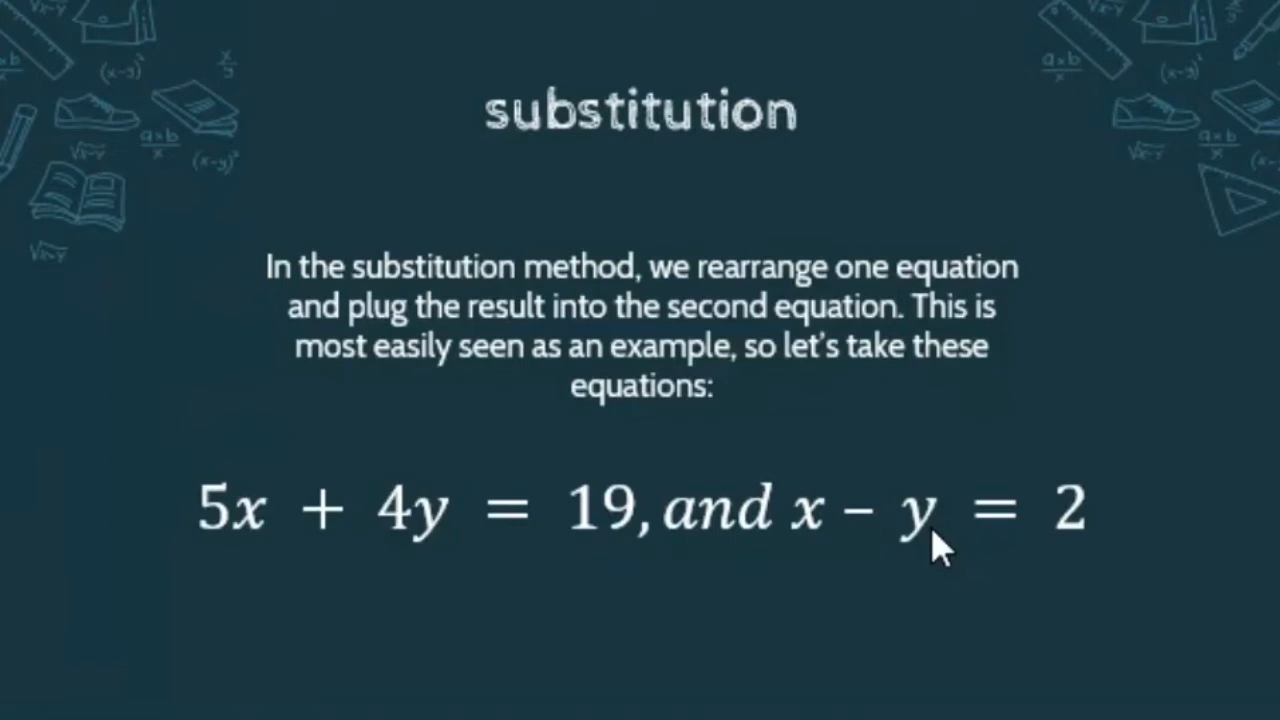 substitution
In the substitution method, we rearrange one equation
and plug the result into the second equation. This is
most easily seen as an example, so let's take these
equations:
5x + 4y = 19, and x – y = 2